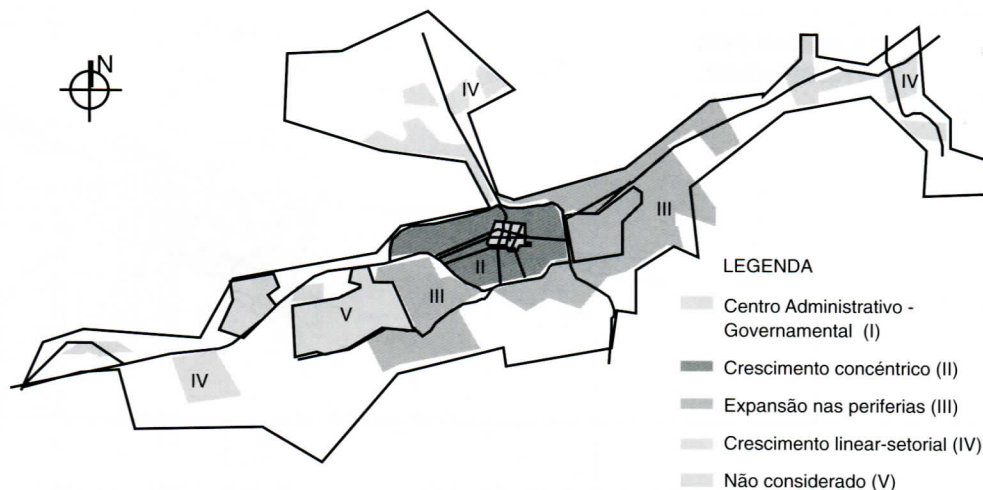 N
IV
IV
III
II
III
V
IV
LEGENDA
Centro Administrativo -
Governamental (I)
Crescimento concéntrico (II)
Expansão nas periferias (III)
Crescimento linear-setorial (IV)
Não considerado (V)